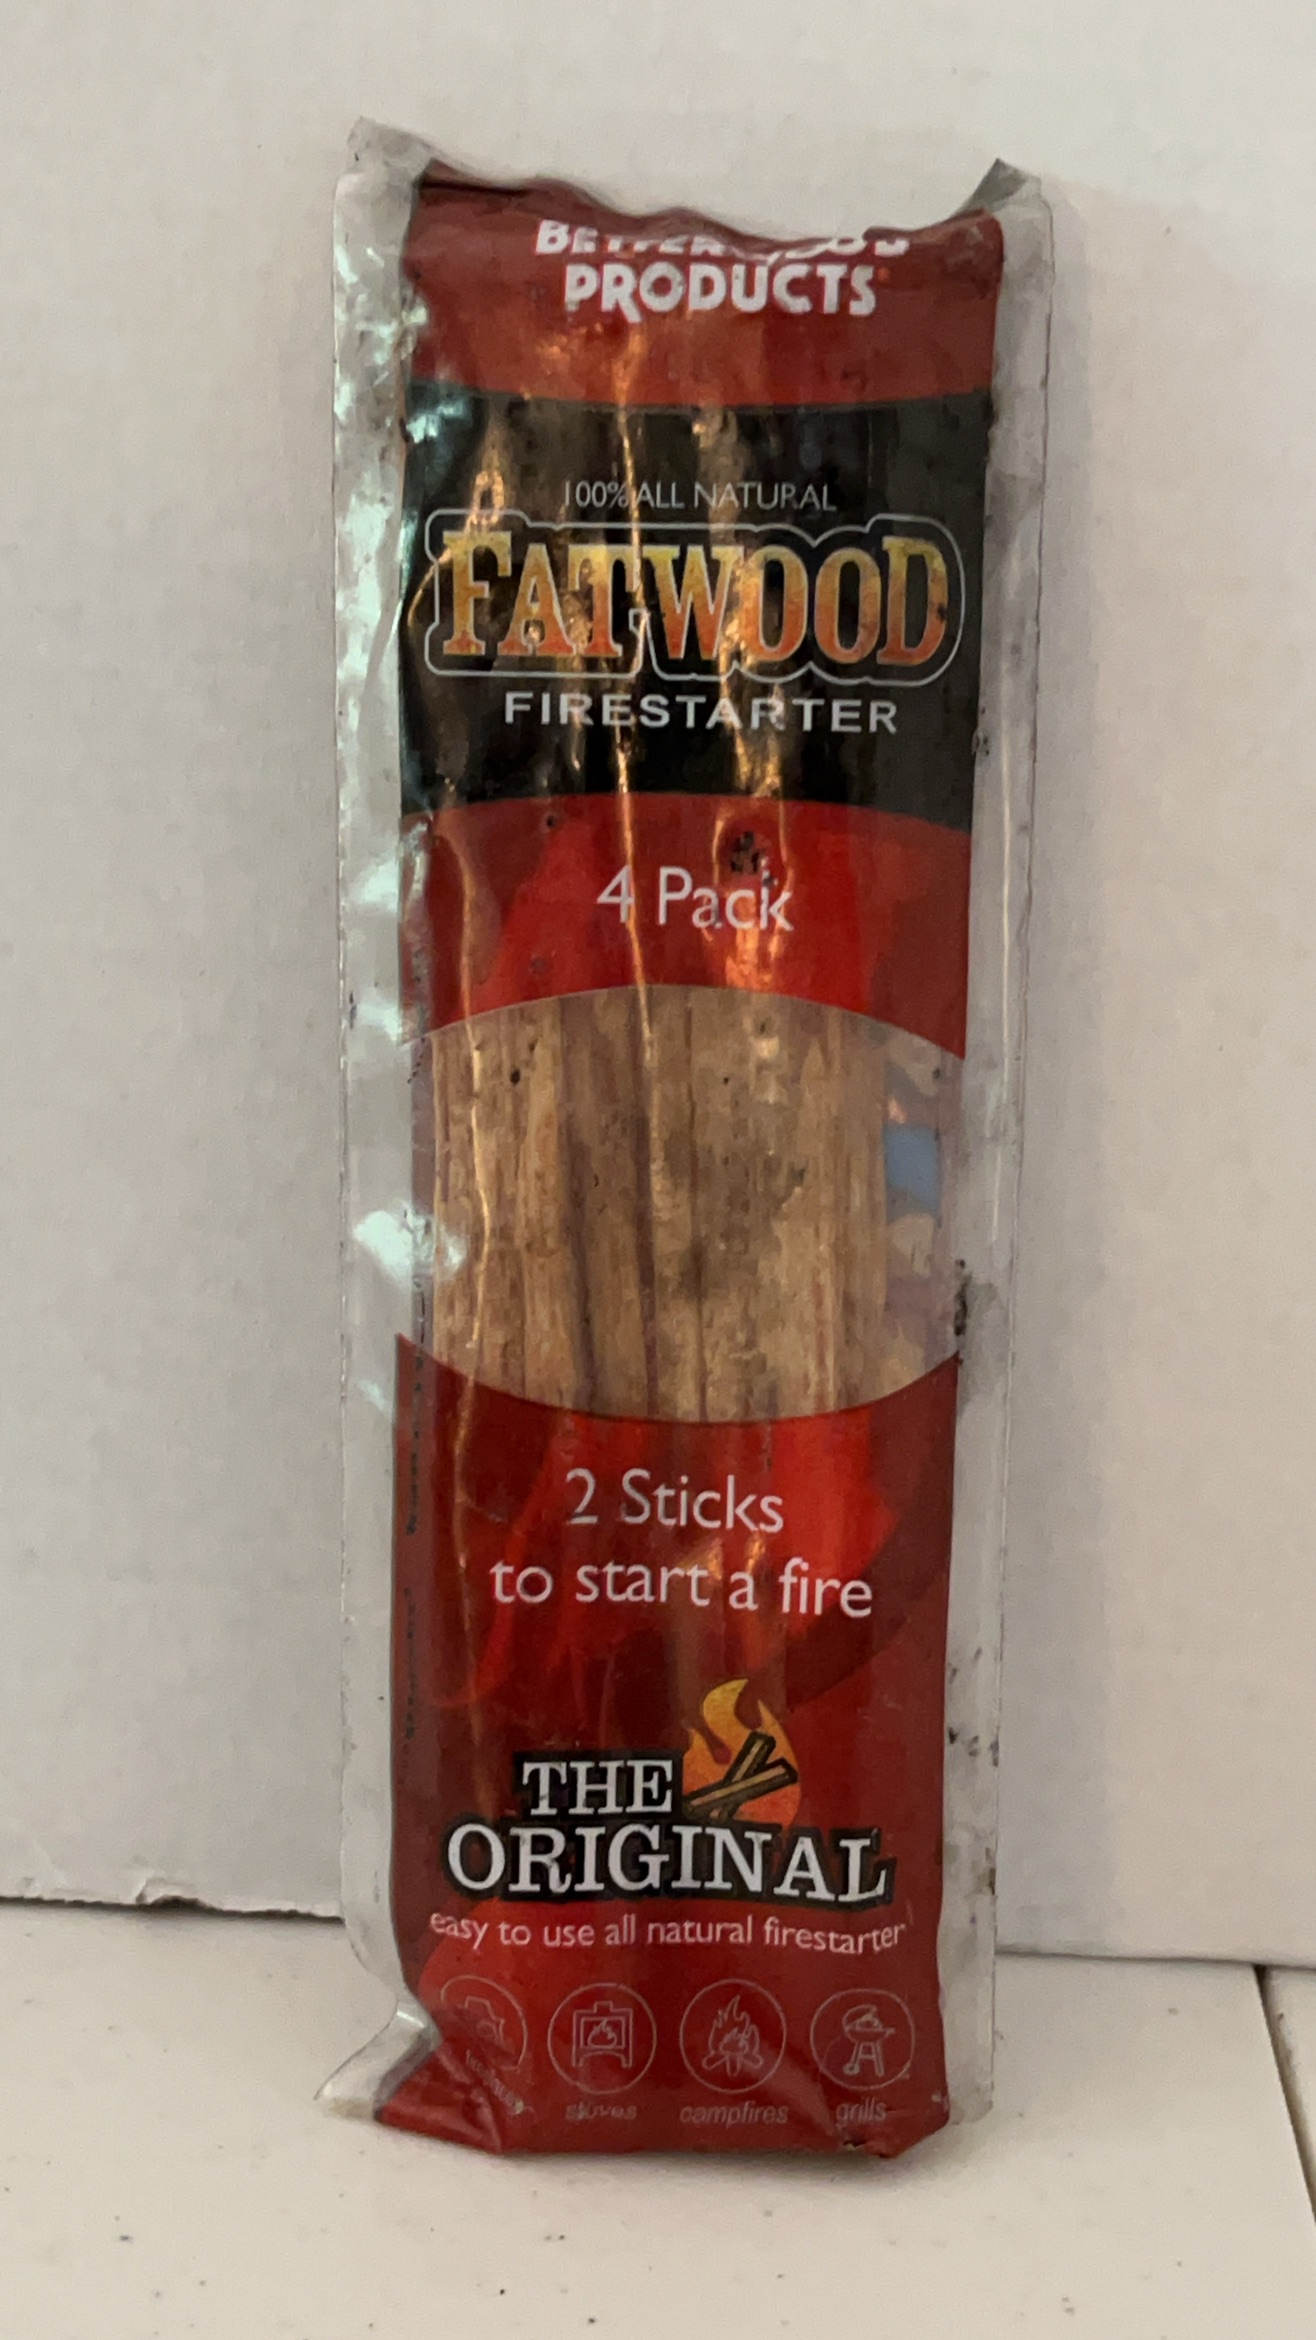 PRODUCTS
100% ALL NATURAL
FATWOOD
FIRESTARTER
4 Pack
2 Sticks
to start a fire
THE
ORIGINAL
easy to use all natural firestarter
stoves campfires grills